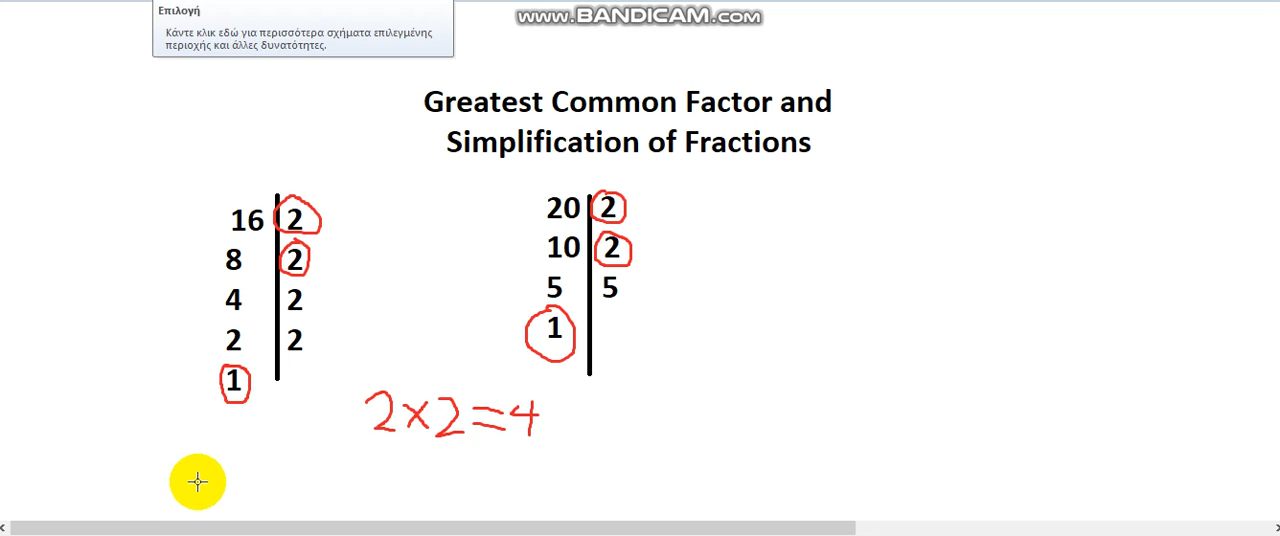 Επιλογή
Κάντε κλικ εδώ για περισσότερα σχήματα επιλεγμένης
περιοχής και άλλες δυνατότητες.
www.BANDICAM.com
Greatest Common Factor and
Simplification of Fractions
16 2
8 2
4 2
2 2
1
20 2
10 2
5 5
1
2×2=4